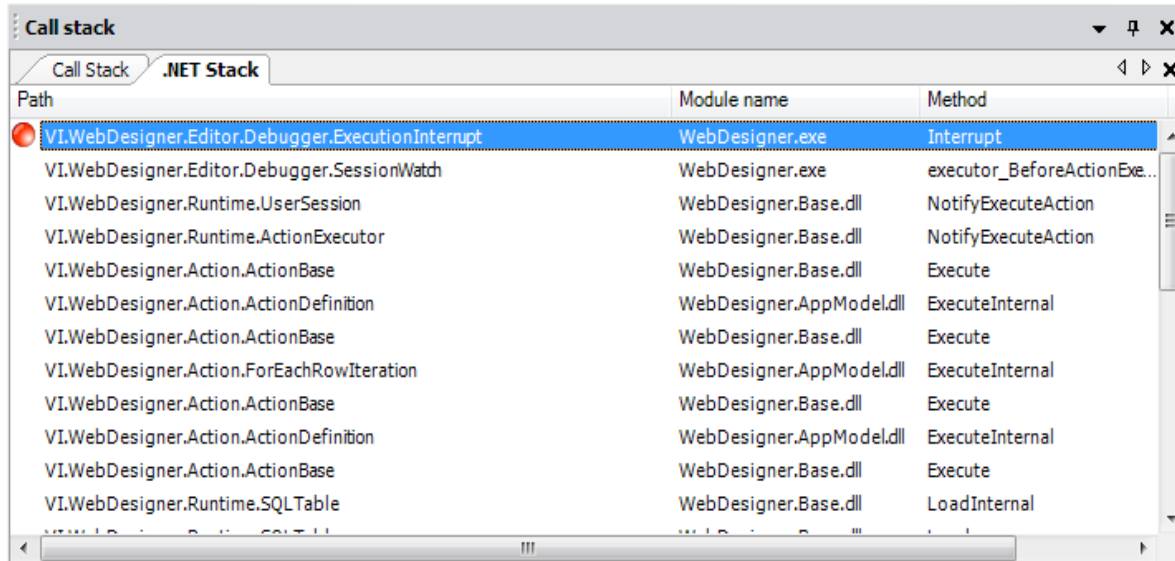 Call stack
Call Stack .NET Stack
Path Module name Method
VI.WebDesigner.Editor.Debugger.ExecutionInterrupt WebDesigner.exe Interrupt
VI.WebDesigner.Editor.Debugger.SessionWatch WebDesigner.exe executor_BeforeActionExe...
VI.WebDesigner.Runtime.UserSession WebDesigner.Base.dll NotifyExecuteAction
VI.WebDesigner.Runtime.ActionExecutor WebDesigner.Base.dll NotifyExecuteAction
VI.WebDesigner.Action.ActionBase WebDesigner.Base.dll Execute
VI.WebDesigner.Action.ActionDefinition WebDesigner.AppModel.dll ExecuteInternal
VI.WebDesigner.Action.ActionBase WebDesigner.Base.dll Execute
VI.WebDesigner.Action.ForEachRowIteration WebDesigner.AppModel.dll ExecuteInternal
VI.WebDesigner.Action.ActionBase WebDesigner.Base.dll Execute
VI.WebDesigner.Action.ActionDefinition WebDesigner.AppModel.dll ExecuteInternal
VI.WebDesigner.Action.ActionBase WebDesigner.Base.dll Execute
VI.WebDesigner.Runtime.SQLTable WebDesigner.Base.dll LoadInternal